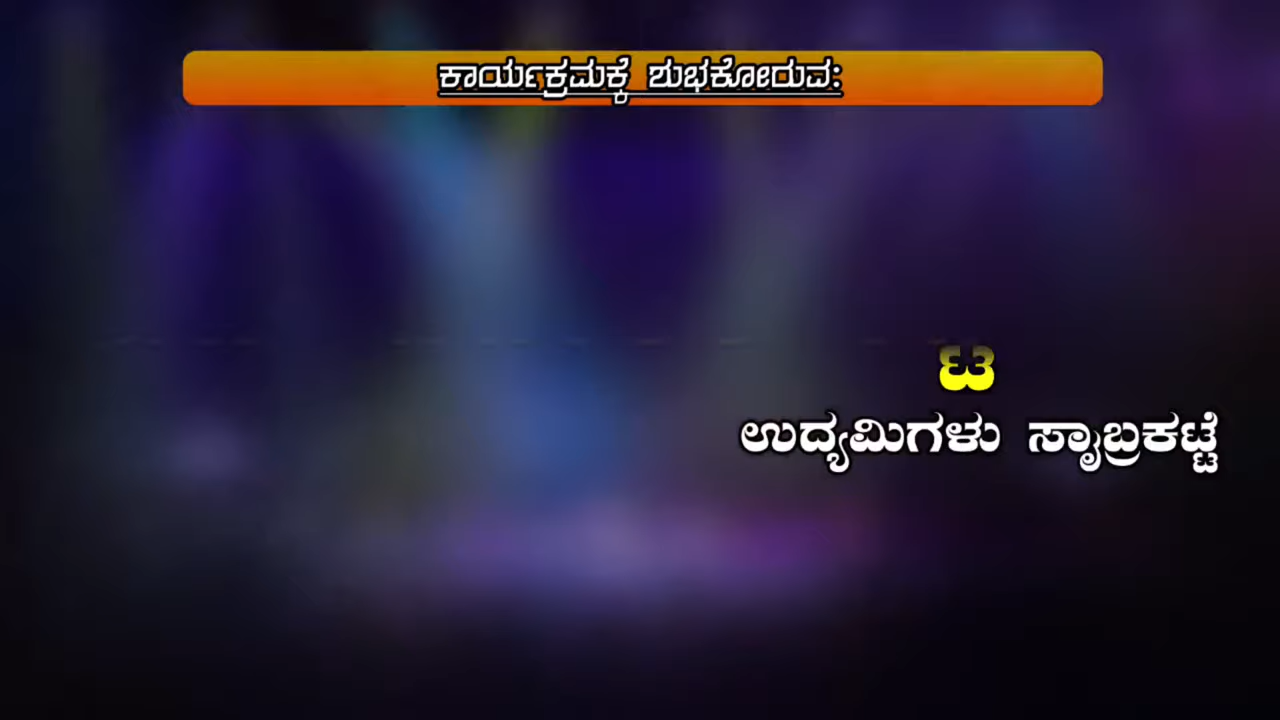 ಕಾರ್ಯಕ್ರಮಕ್ಕೆ ಶುಭಕೋರುವ:
ಉದ್ಯಮಿಗಳು ಸಾೖಬ್ರಕಟ್ಟೆ